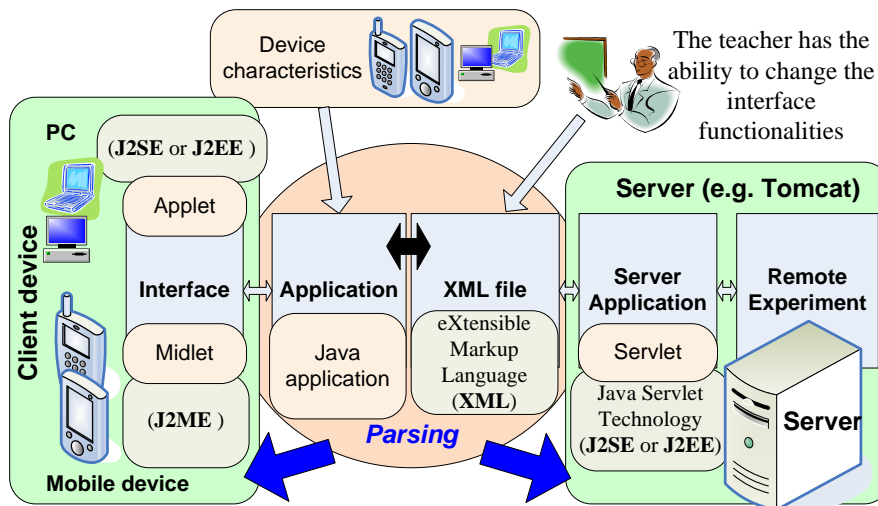 Device
characteristics
The teacher has the
ability to change the
interface
functionalities
PC
(J2SE or J2EE )
Applet
Client device
Interface
Midlet
(J2ME )
Mobile device
Application
Java
application
XML file
eXtensible
Markup
Language
(XML)
Parsing
Server (e.g. Tomcat)
Server
Application
Servlet
Java Servlet
Technology
(J2SE or J2EE)
Remote
Experiment
Server